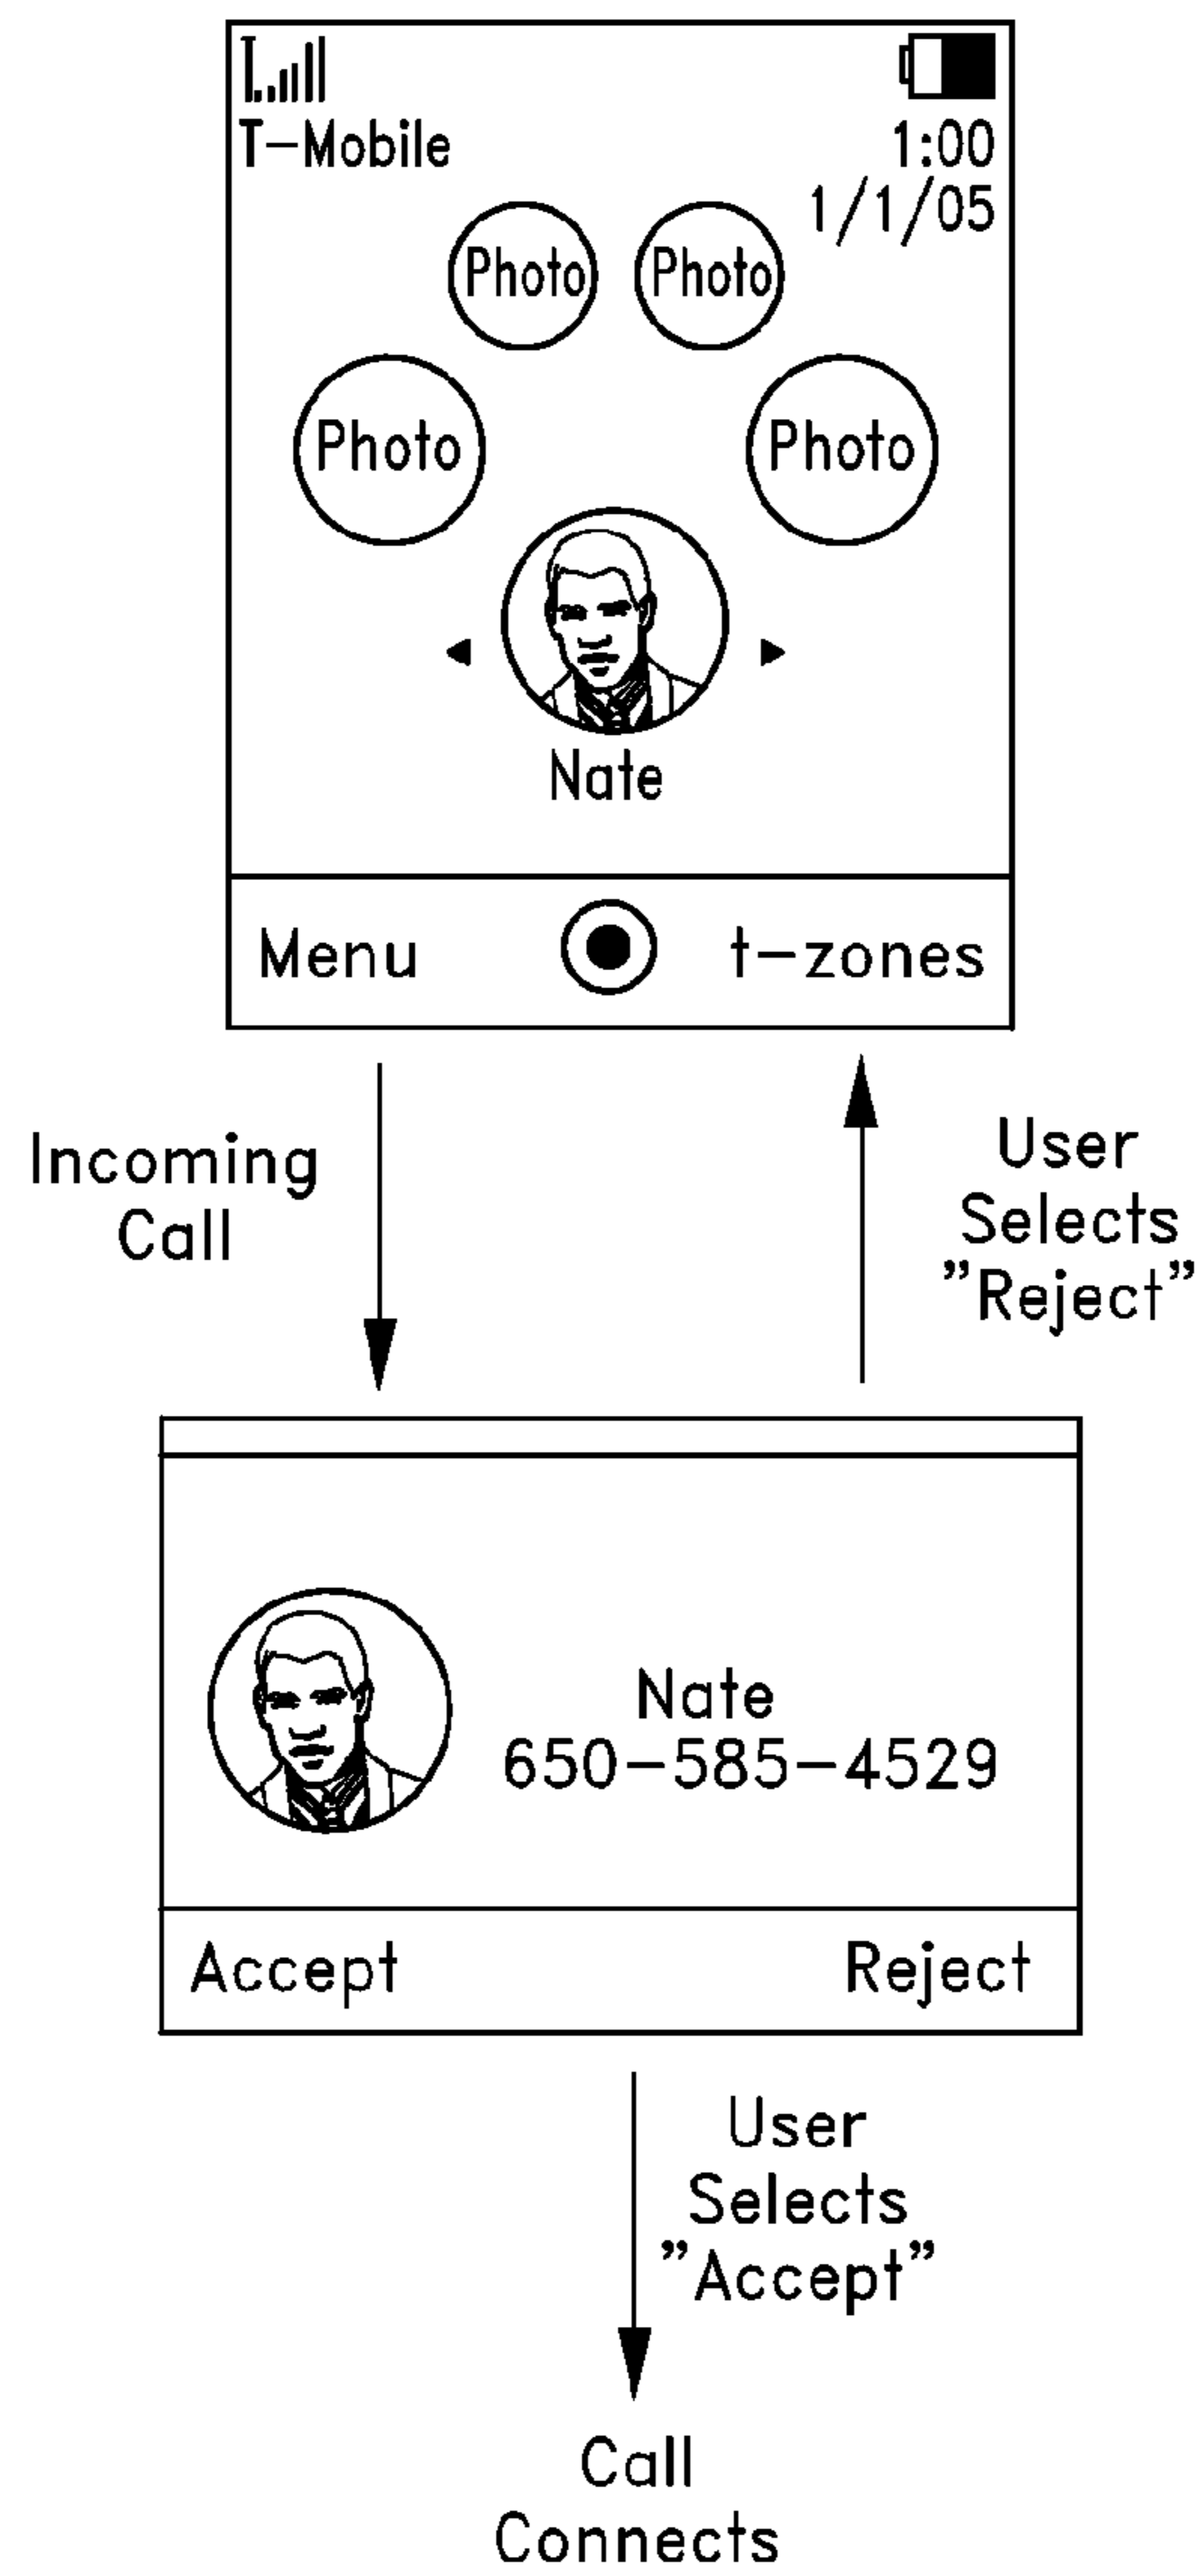 T-Mobile
1:00
1/1/05
Photo Photo
Photo Photo
Nate
Menu t-zones
Incoming
Call
User
Selects
"Reject"
Nate
650-585-4529
Accept Reject
User
Selects
"Accept"
Call
Connects